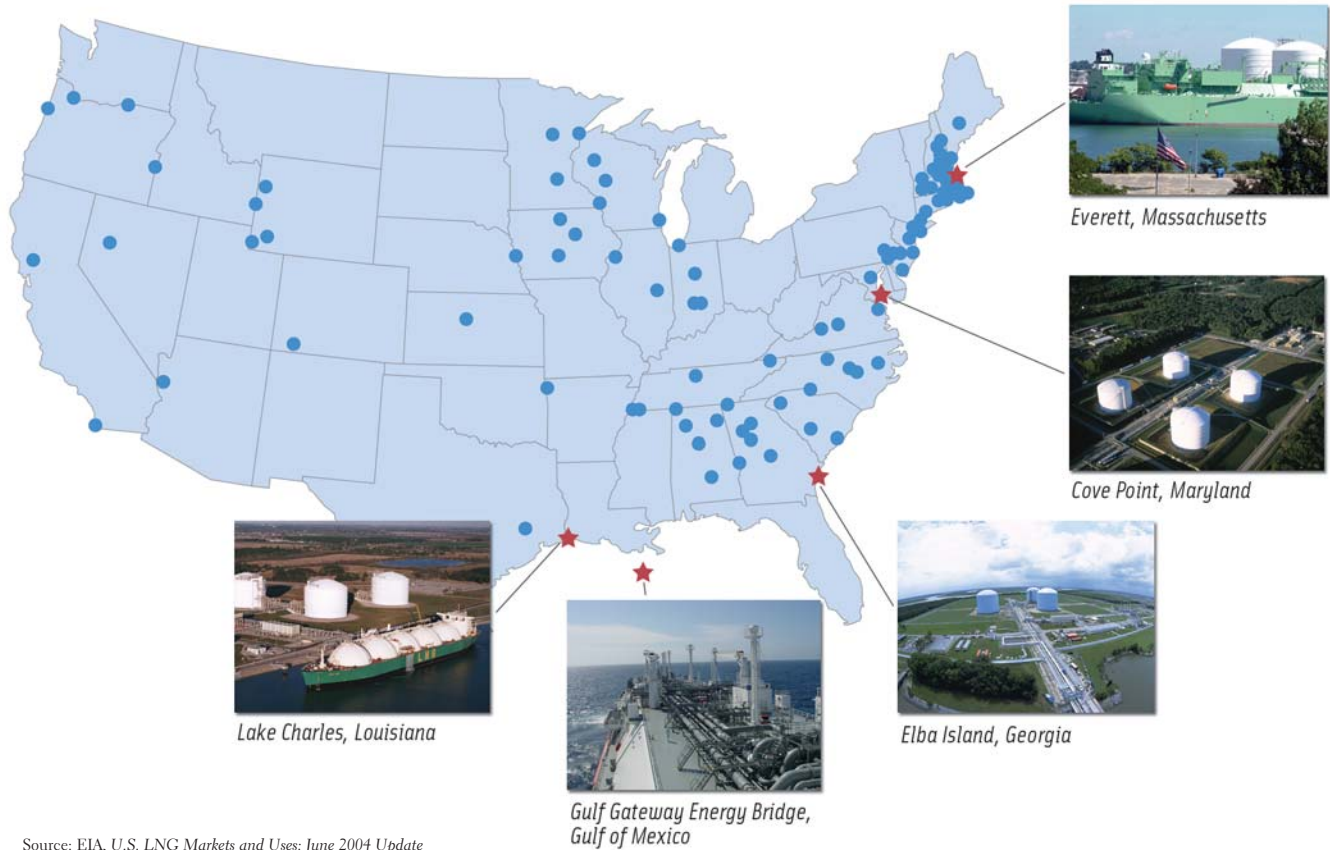 Everett, Massachusetts
Cove Point, Maryland
Lake Charles, Louisiana
Elba Island, Georgia
Gulf Gateway Energy Bridge,
Gulf of Mexico
Source: EIA, U.S. LNG Markets and Uses: June 2004 Update